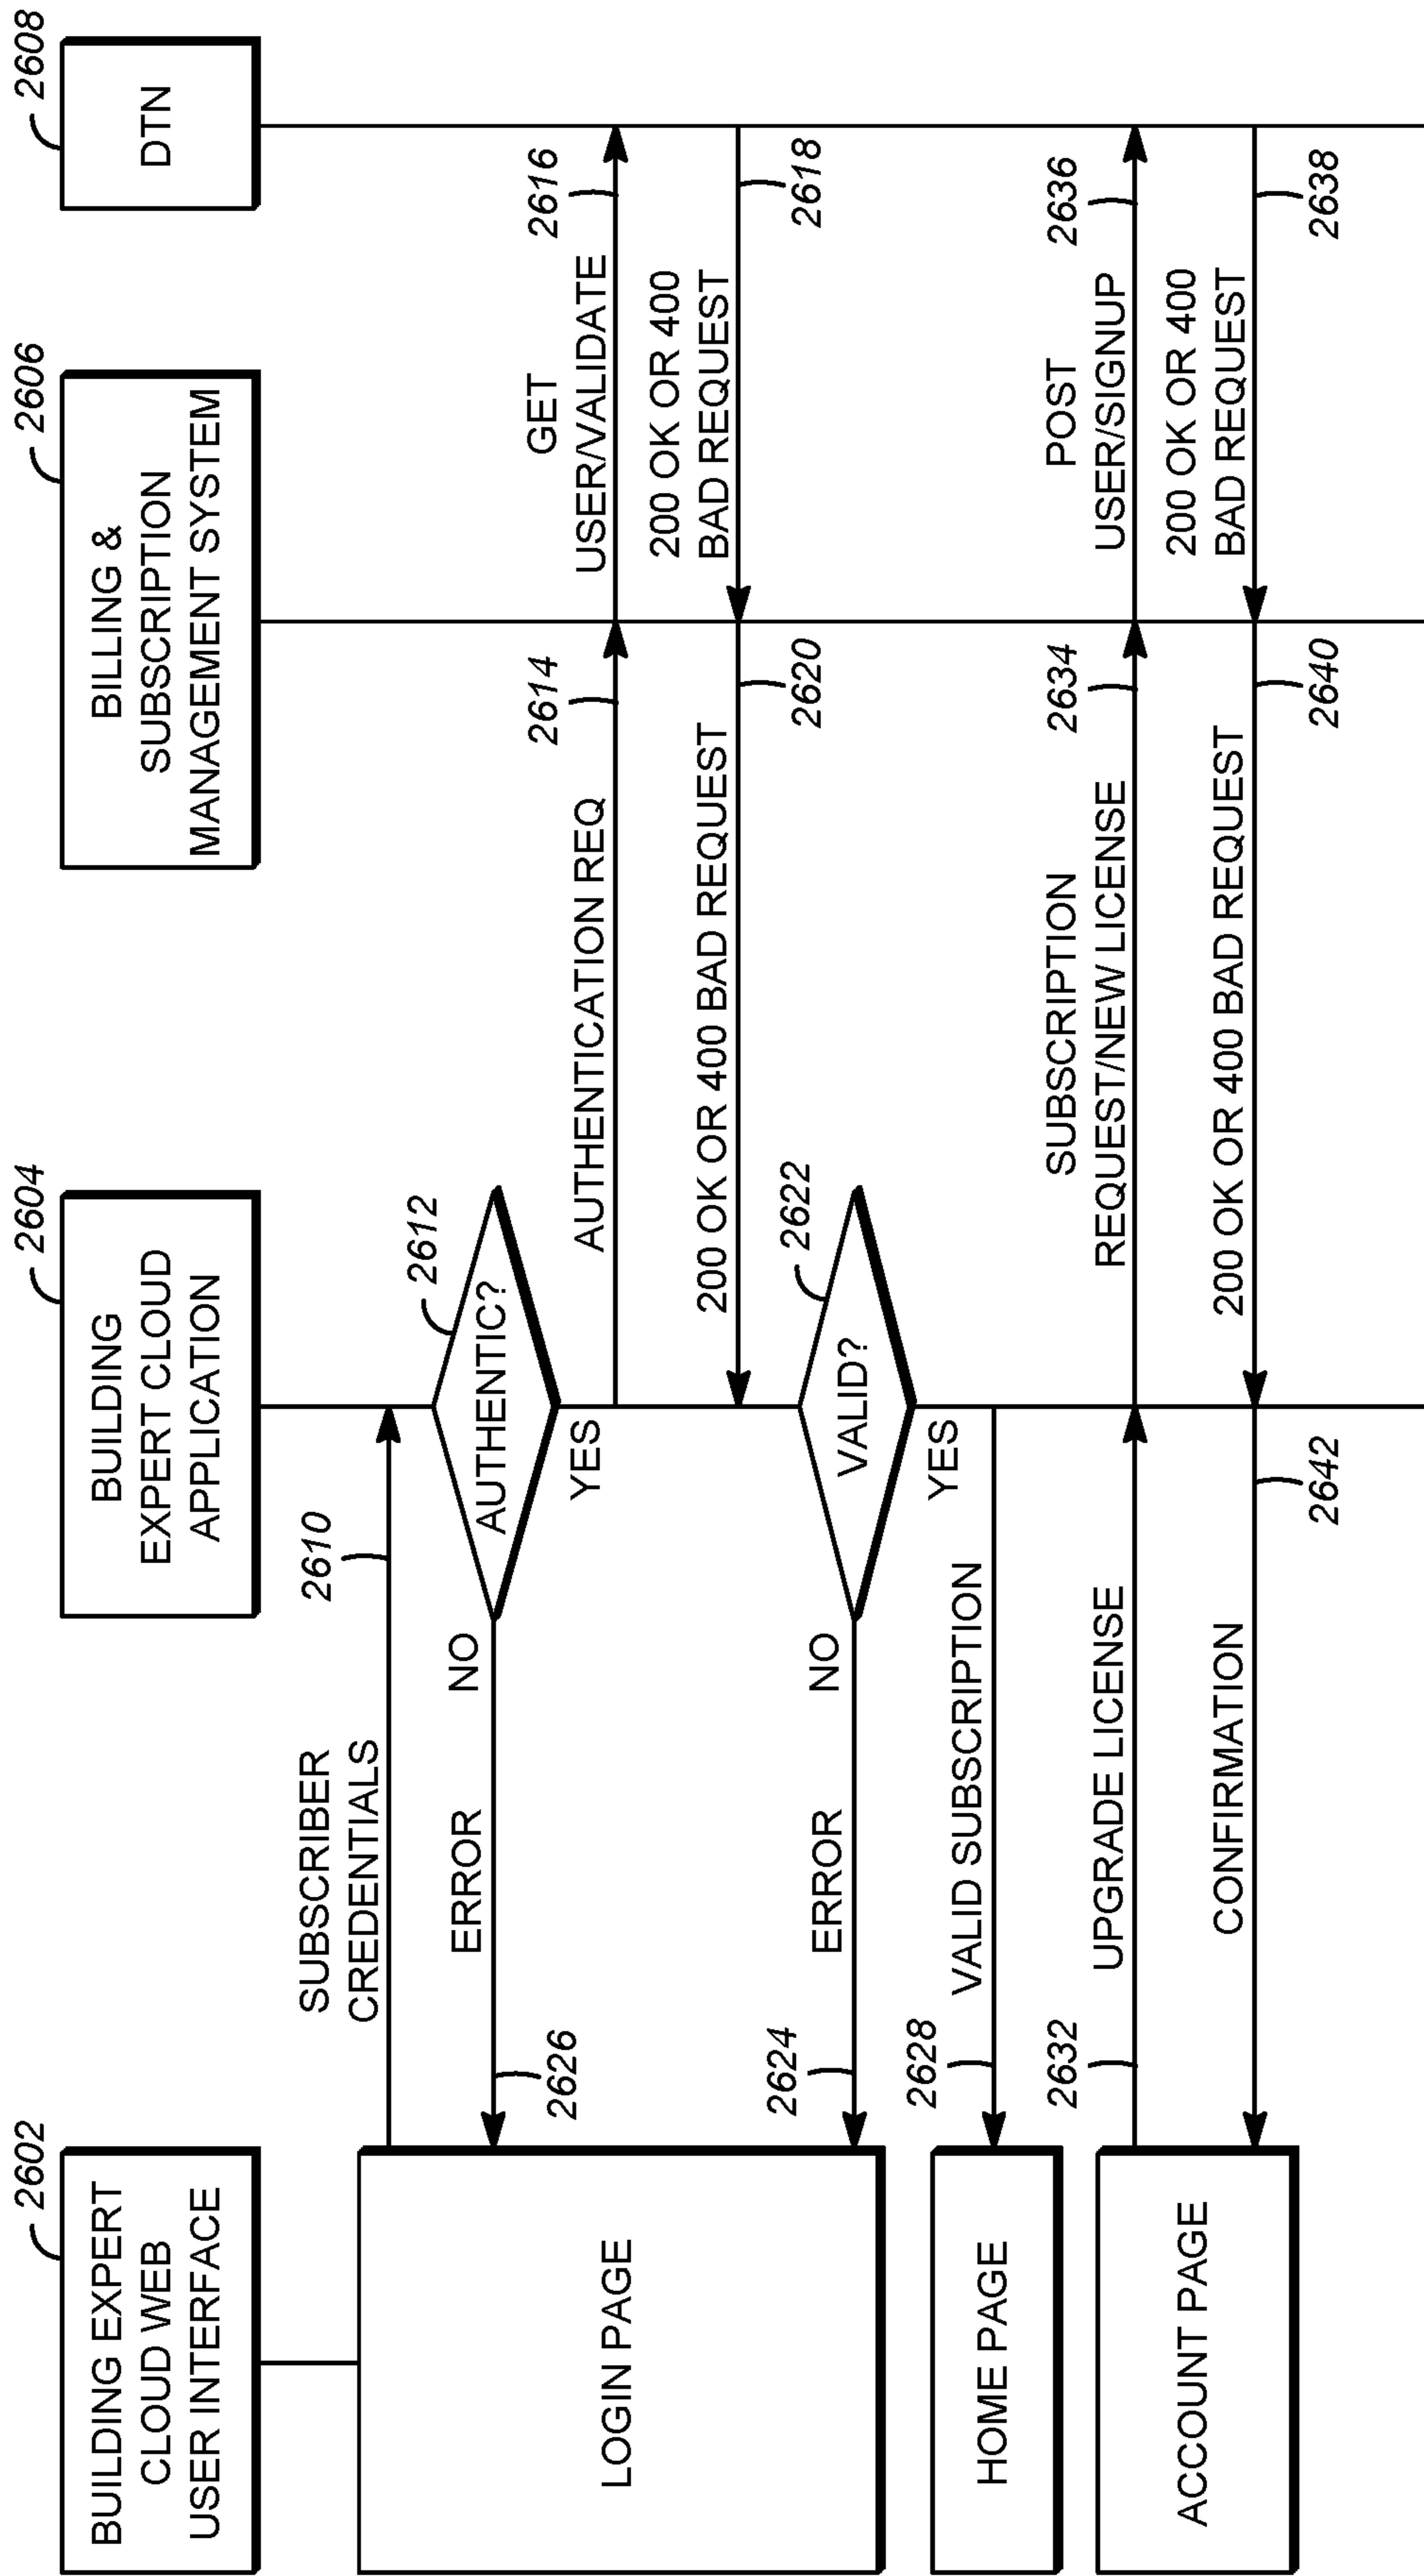 2602
BUILDING EXPERT
CLOUD WEB
USER INTERFACE
2604
BUILDING
EXPERT CLOUD
APPLICATION
2606
BILLING &
SUBSCRIPTION
MANAGEMENT SYSTEM
2608
DTN
SUBSCRIBER
CREDENTIALS
2610
2612
AUTHENTIC?
NO
ERROR
2626
YES
AUTHENTICATION REQ
2614
GET
USER/VALIDATE
2616
200 OK OR 400
BAD REQUEST
2618
200 OK OR 400 BAD REQUEST
2620
LOGIN PAGE
2622
VALID?
NO
ERROR
2624
YES
VALID SUBSCRIPTION
2628
HOME PAGE
2632
UPGRADE LICENSE
SUBSCRIPTION
REQUEST/NEW LICENSE
2634
POST
USER/SIGNUP
2636
ACCOUNT PAGE
200 OK OR 400
BAD REQUEST
2638
200 OK OR 400 BAD REQUEST
2640
CONFIRMATION
2642